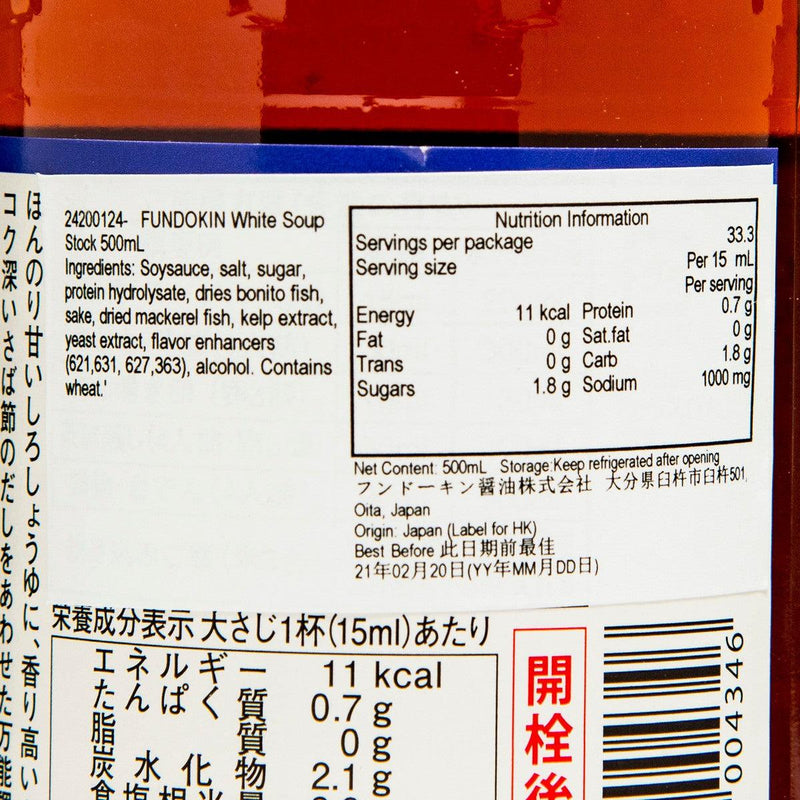 ほんのり甘いしろしょうゆに、香り高い
コク深いさば節のだしをあわせた万能
24200124- FUNDOKIN White Soup
Stock 500mL
Ingredients: Soysauce, salt, sugar,
protein hydrolysate, dries bonito fish,
sake, dried mackerel fish, kelp extract,
yeast extract, flavor enhancers
(621,631, 627,363), alcohol. Contains
wheat.'
Nutrition Information
Servings per package 33.3
Serving size Per 15 mL
Per serving
Energy 11 kcal Protein 0.7 g
Fat 0 g Sat.fat 0 g
Trans 0 g Carb 1.8 g
Sugars 1.8 g Sodium 1000 mg
Net Content: 500mL Storage:Keep refrigerated after opening
フンドーキン醤油株式会社 大分県臼杵市臼杵501,
Oita, Japan
Origin: Japan (Label for HK)
Best Before 此日期前最佳
21年02月20日(YY年MM月DD日)
栄養成分表示 大さじ1杯(15ml)あたり
エネルギー 11 kcal
たんぱく質 0.7 g
脂質 0 g
炭水化物 2.1 g
開栓後
004346